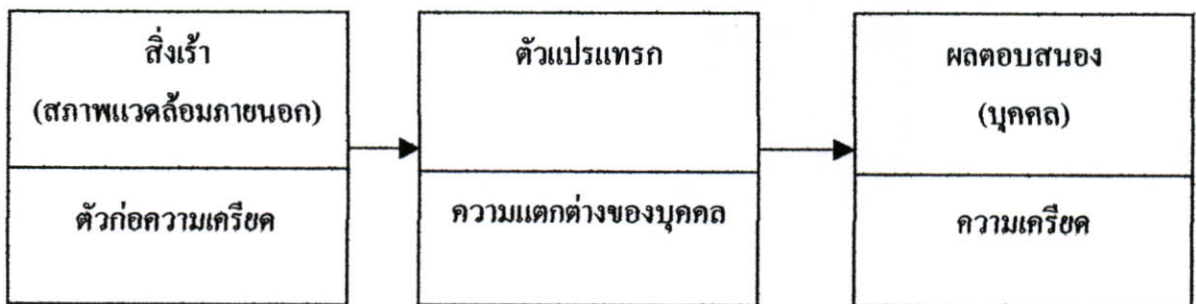 สิ่งเร้า
(สภาพแวดล้อมภายนอก)
ตัวก่อความเครียด
ตัวแปรแทรก
ความแตกต่างของบุคคล
ผลตอบสนอง
(บุคคล)
ความเครียด